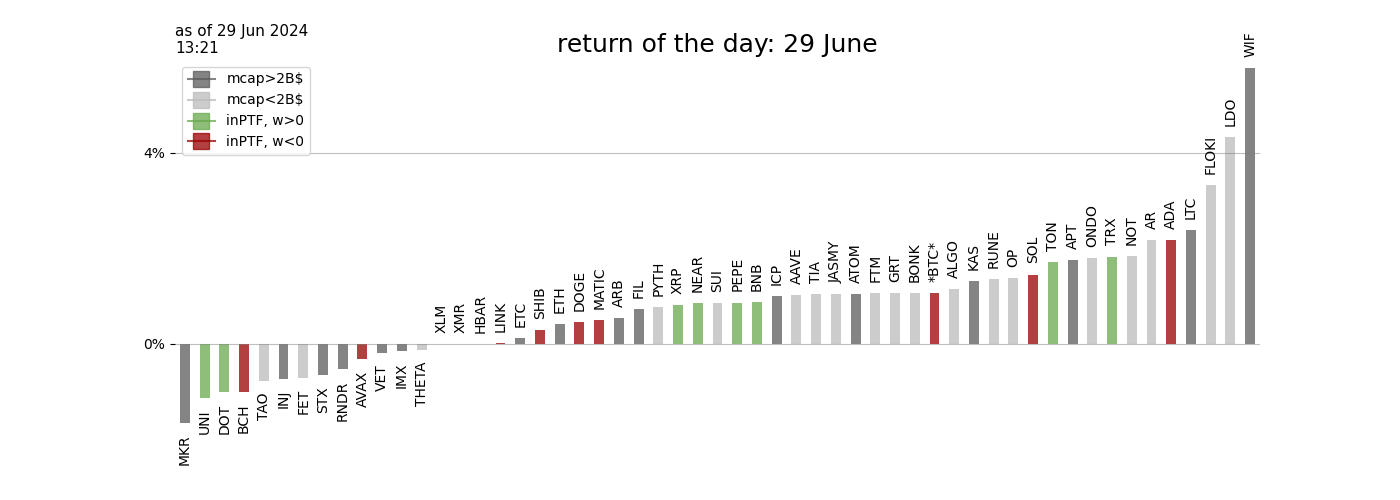 as of 29 Jun 2024
13:21
return of the day: 29 June
mcap>2B$
mcap<2B$
inPTF, w>0
inPTF, w<0
4%
0%
MKR
UNI
DOT
BCH
TAO
INJ
FET
STX
RNDR
AVAX
VET
IMX
THETA
XLM
XMR
HBAR
LINK
ETC
SHIB
ETH
DOGE
MATIC
ARB
FIL
PYTH
XRP
NEAR
SUI
PEPE
BNB
ICP
AAVE
TIA
JASMY
ATOM
FTM
GRT
BONK
*BTC*
ALGO
KAS
RUNE
OP
SOL
TON
APT
ONDO
TRX
NOT
AR
ADA
LTC
FLOKI
LDO
WIF